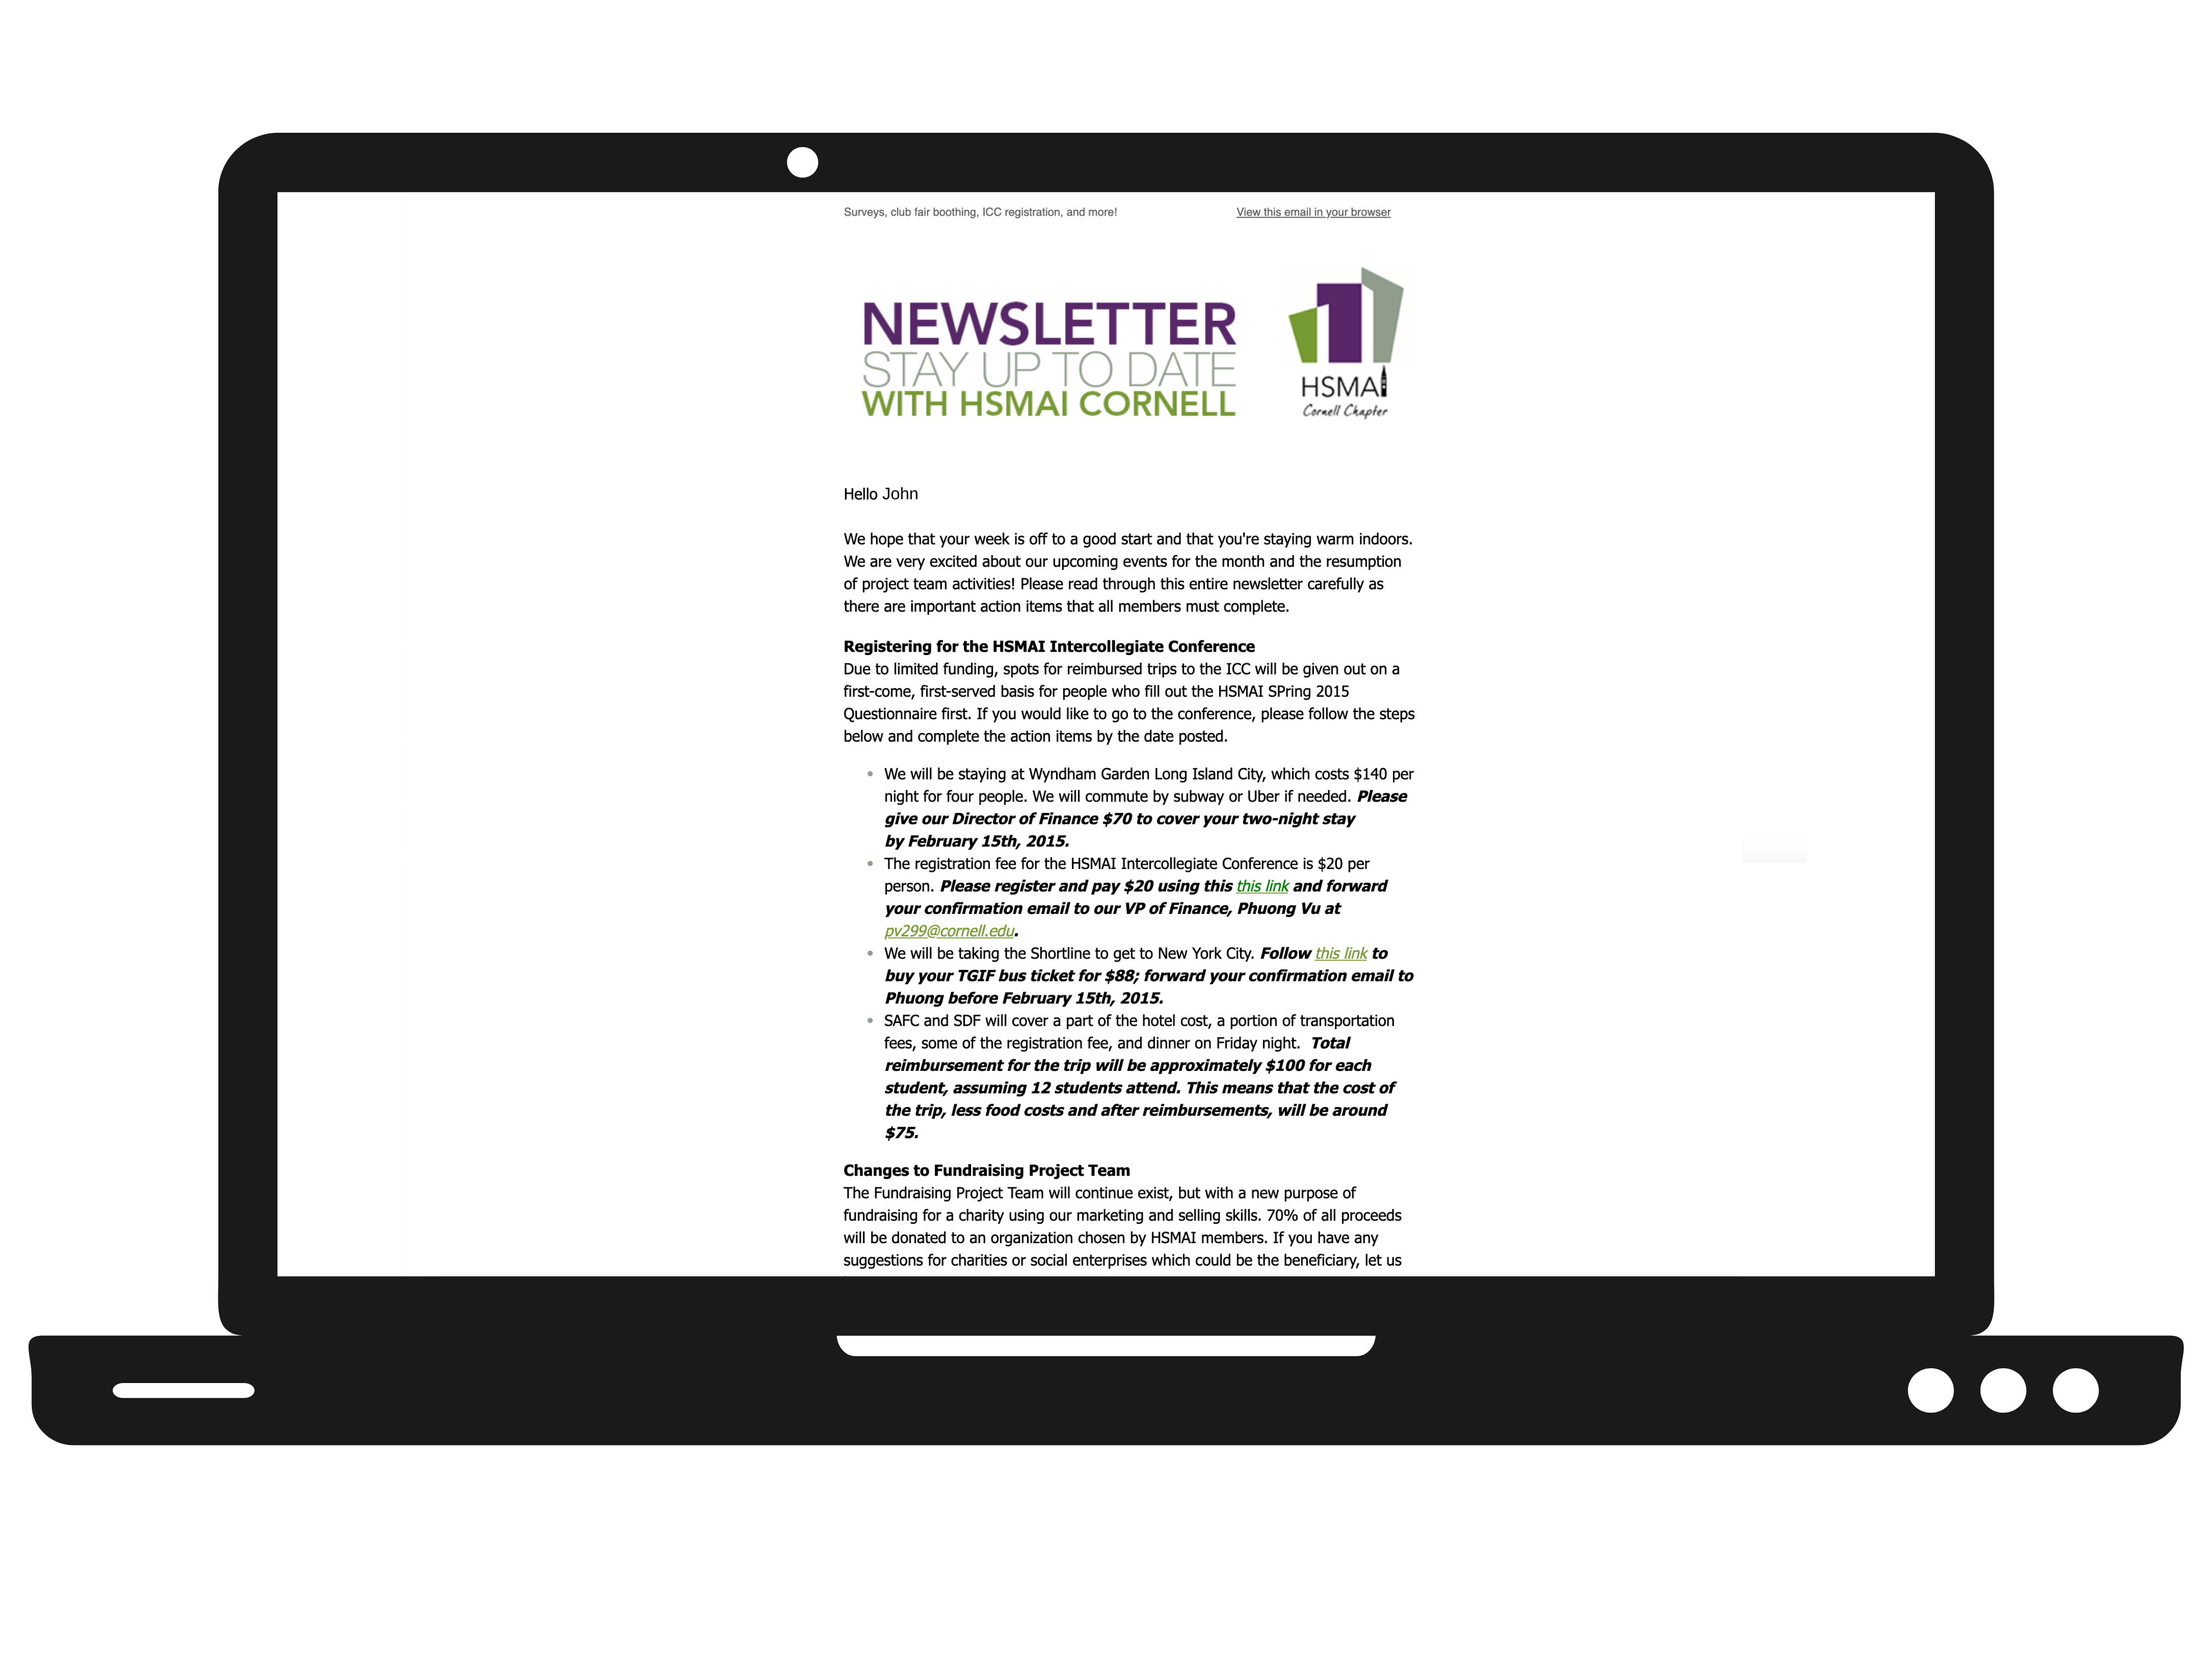 Surveys, club fair boothing, ICC registration, and more!
View this email in your browser
NEWSLETTER
STAY UP TO DATE
WITH HSMAI CORNELL
HSMAI
Cornell Chapter
Hello John
We hope that your week is off to a good start and that you're staying warm indoors.
We are very excited about our upcoming events for the month and the resumption
of project team activities! Please read through this entire newsletter carefully as
there are important action items that all members must complete.
Registering for the HSMAI Intercollegiate Conference
Due to limited funding, spots for reimbursed trips to the ICC will be given out on a
first-come, first-served basis for people who fill out the HSMAI SPring 2015
Questionnaire first. If you would like to go to the conference, please follow the steps
below and complete the action items by the date posted.
• We will be staying at Wyndham Garden Long Island City, which costs $140 per
night for four people. We will commute by subway or Uber if needed. Please
give our Director of Finance $70 to cover your two-night stay
by February 15th, 2015.
• The registration fee for the HSMAI Intercollegiate Conference is $20 per
person. Please register and pay $20 using this this link and forward
your confirmation email to our VP of Finance, Phuong Vu at
pv299@cornell.edu.
• We will be taking the Shortline to get to New York City. Follow this link to
buy your TGIF bus ticket for $88; forward your confirmation email to
Phuong before February 15th, 2015.
• SAFC and SDF will cover a part of the hotel cost, a portion of transportation
fees, some of the registration fee, and dinner on Friday night. Total
reimbursement for the trip will be approximately $100 for each
student, assuming 12 students attend. This means that the cost of
the trip, less food costs and after reimbursements, will be around
$75.
Changes to Fundraising Project Team
The Fundraising Project Team will continue exist, but with a new purpose of
fundraising for a charity using our marketing and selling skills. 70% of all proceeds
will be donated to an organization chosen by HSMAI members. If you have any
suggestions for charities or social enterprises which could be the beneficiary, let us